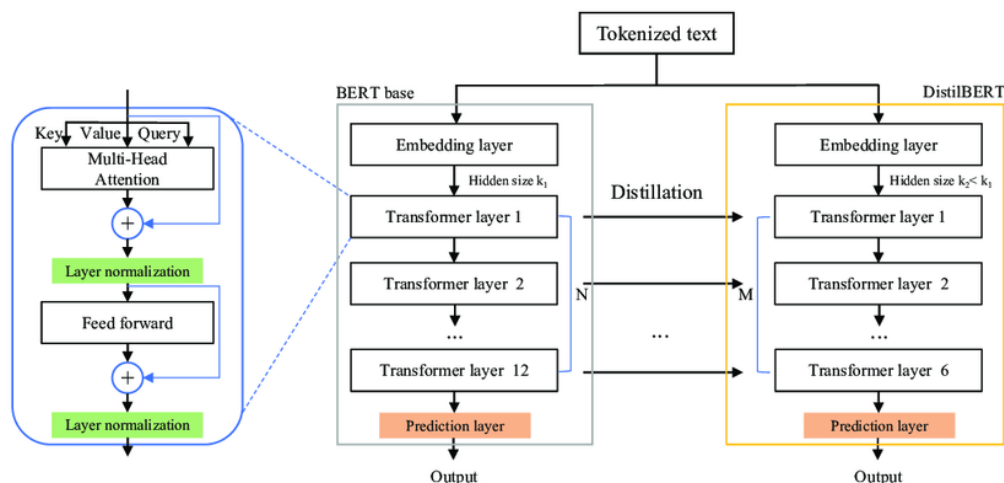 Tokenized text
BERT base
DistilBERT
Key Value Query
Multi-Head
Attention
+
Layer normalization
Feed forward
+
Layer normalization
Embedding layer
Hidden size k₁
Transformer layer 1
Transformer layer 2
...
Transformer layer 12
Prediction layer
Output
N
Distillation
...
M
Embedding layer
Hidden size k₂< k₁
Transformer layer 1
Transformer layer 2
...
Transformer layer 6
Prediction layer
Output